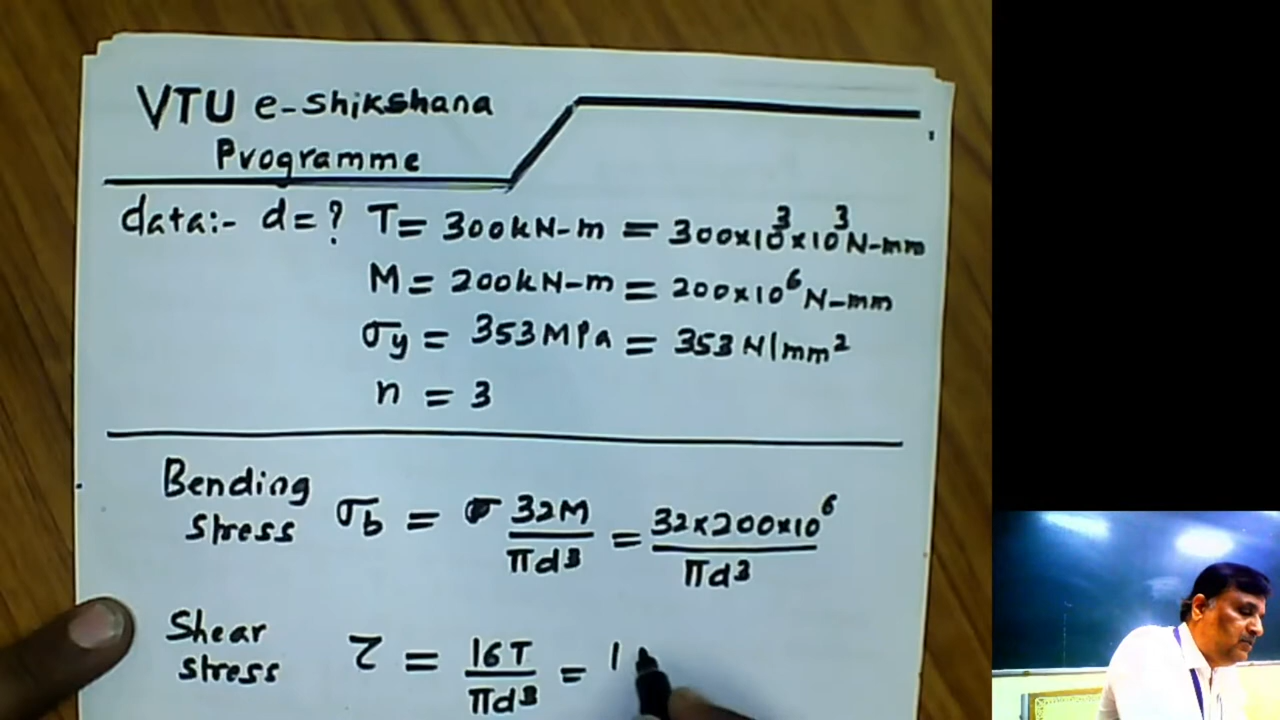 VTU e-Shikshana
Programme
data:- d=? T= 300kN-m = 300×10³×10³N-mm
M = 200kN-m = 200×10⁶ N-mm
σy = 353MPa = 353 N/mm²
n = 3
Bending Stress σb = σ 32M/πd³ = 32×200×10⁶/πd³
Shear Stress τ = 16T/πd³ = 1